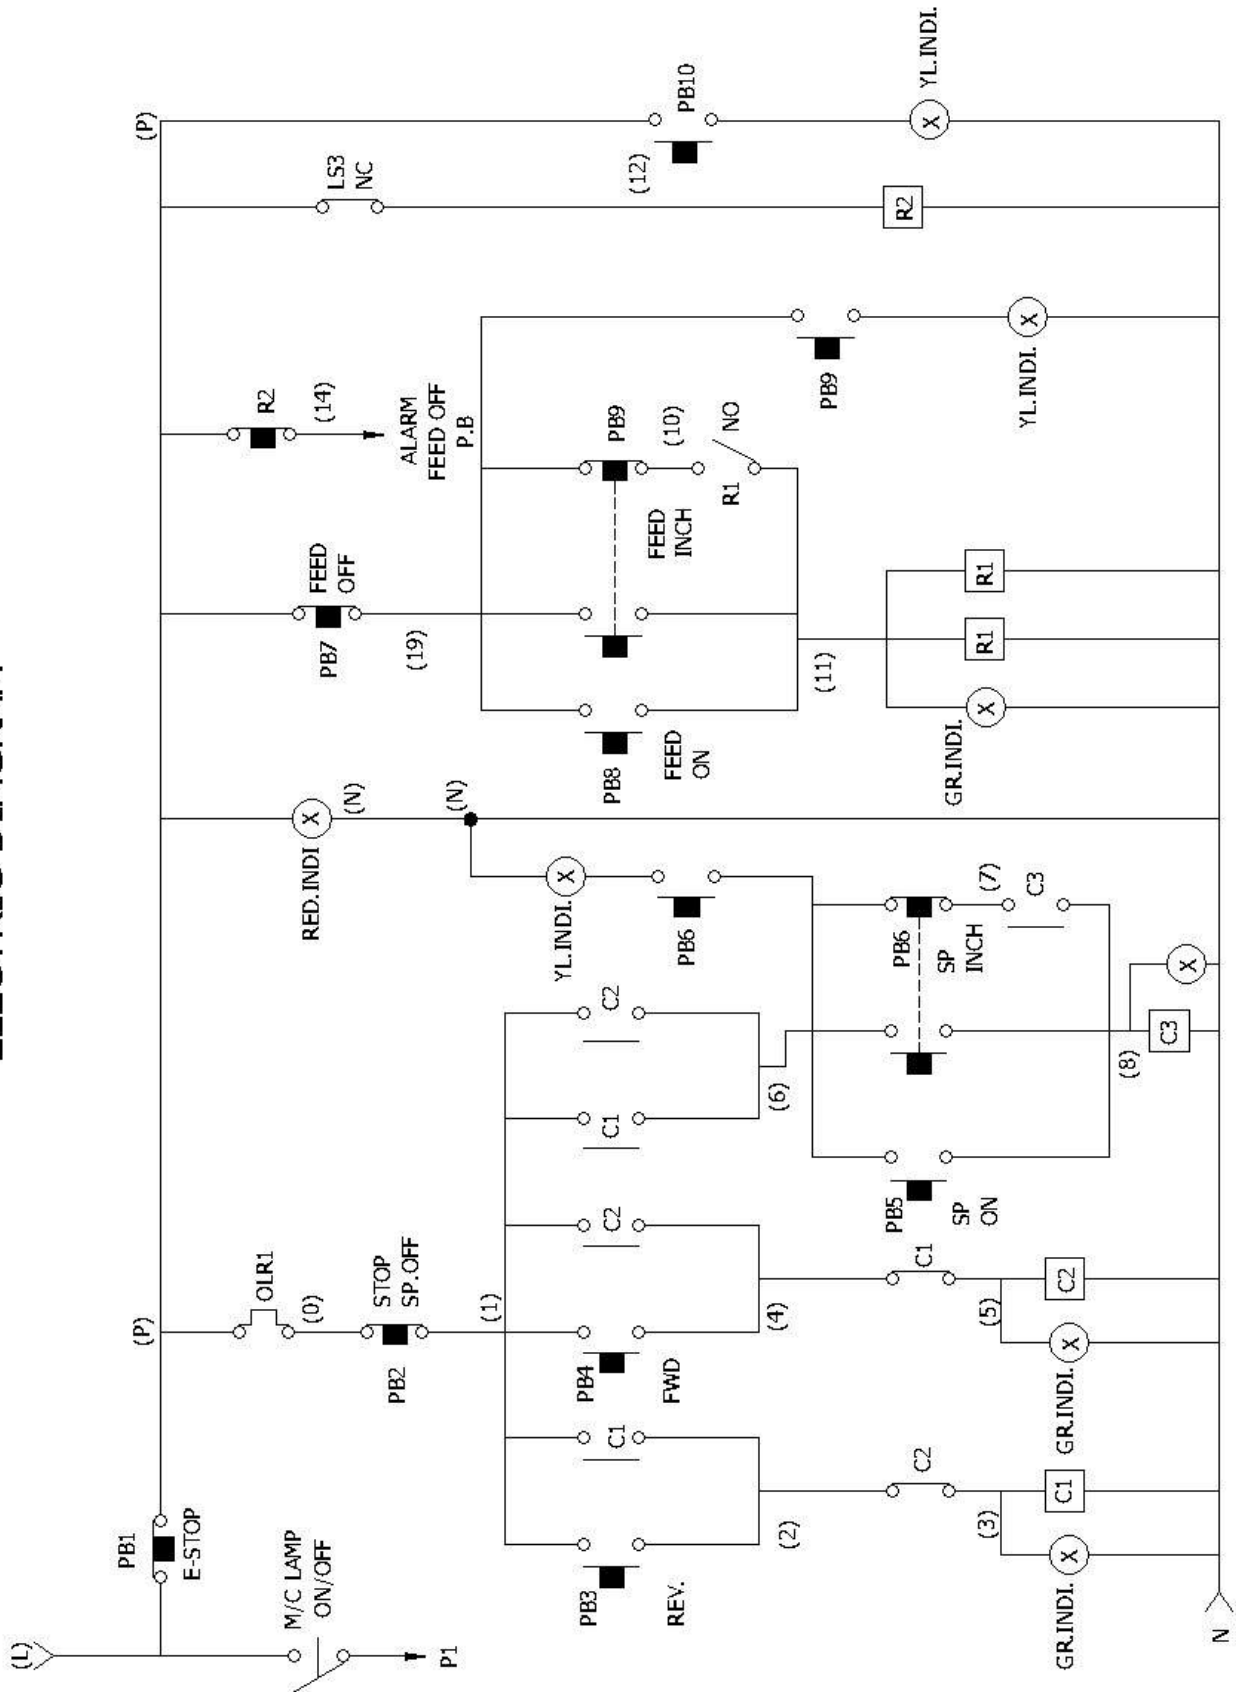 (L)
PB1
E-STOP
M/C LAMP
ON/OFF
P1
(P)
OLR1
(0)
STOP
SP.OFF
PB2
(1)
PB3
REV.
C1
PB4
FWD
C2
C1
C2
(2)
(4)
(6)
C2
C1
(3)
(5)
GR.INDI.
X
C1
GR.INDI.
X
C2
N
RED.INDI
X
(N)
(N)
YL.INDI.
X
PB6
PB5
SP
ON
PB6
SP
INCH
(7)
C3
(8)
C3
X
PB7
FEED
OFF
(19)
R2
(14)
ALARM
FEED OFF
P.B
PB8
FEED
ON
FEED
INCH
PB9
(10)
R1
NO
(11)
GR.INDI.
X
R1
R1
PB9
YL.INDI.
X
(P)
LS3
NC
(12)
R2
PB10
YL.INDI.
X